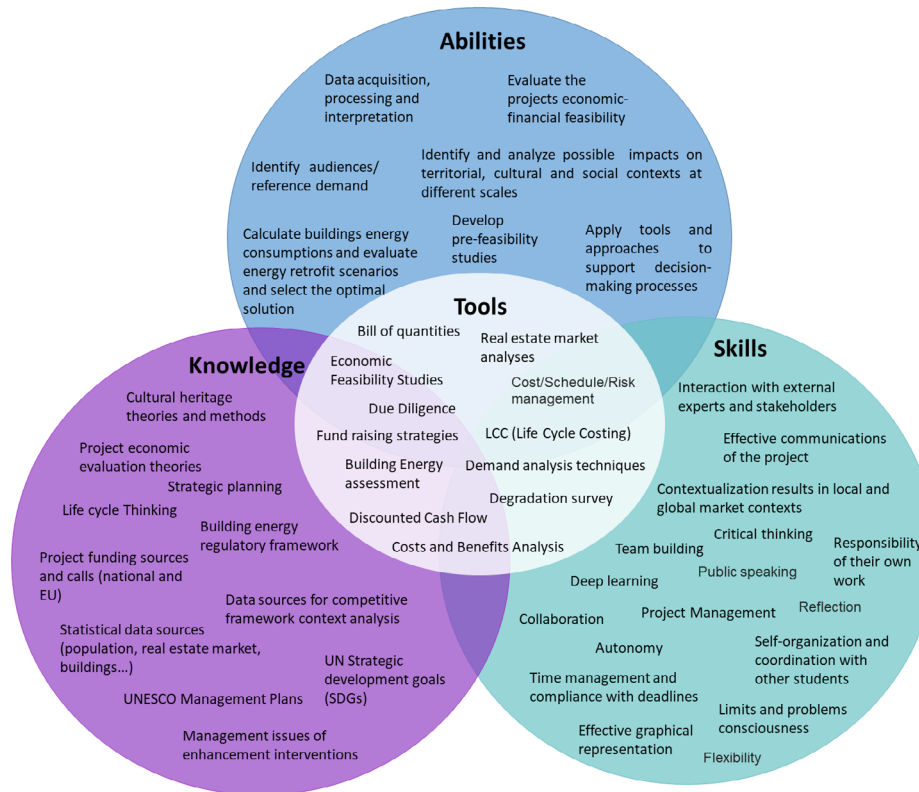 Abilities
Data acquisition,
processing and
interpretation
Evaluate the
projects economic-
financial feasibility
Identify audiences/
reference demand
Identify and analyze possible impacts on
territorial, cultural and social contexts at
different scales
Calculate buildings energy
consumptions and evaluate
energy retrofit scenarios
and select the optimal
solution
Develop
pre-feasibility
studies
Apply tools and
approaches to
support decision-
making processes
Tools
Bill of quantities
Real estate market
analyses
Economic
Feasibility Studies
Cost/Schedule/Risk
management
Due Diligence
Fund raising strategies
LCC (Life Cycle Costing)
Building Energy
assessment
Demand analysis techniques
Degradation survey
Discounted Cash Flow
Costs and Benefits Analysis
Knowledge
Cultural heritage
theories and methods
Project economic
evaluation theories
Strategic planning
Life cycle Thinking
Building energy
regulatory framework
Project funding sources
and calls (national and
EU)
Data sources for competitive
framework context analysis
Statistical data sources
(population, real estate market,
buildings...)
UN Strategic
development goals
(SDGs)
UNESCO Management Plans
Management issues of
enhancement interventions
Skills
Interaction with external
experts and stakeholders
Effective communications
of the project
Contextualization results in local and
global market contexts
Critical thinking
Team building
Responsibility
of their own
work
Public speaking
Deep learning
Collaboration
Project Management
Reflection
Autonomy
Self-organization and
coordination with
other students
Time management and
compliance with deadlines
Limits and problems
consciousness
Effective graphical
representation
Flexibility